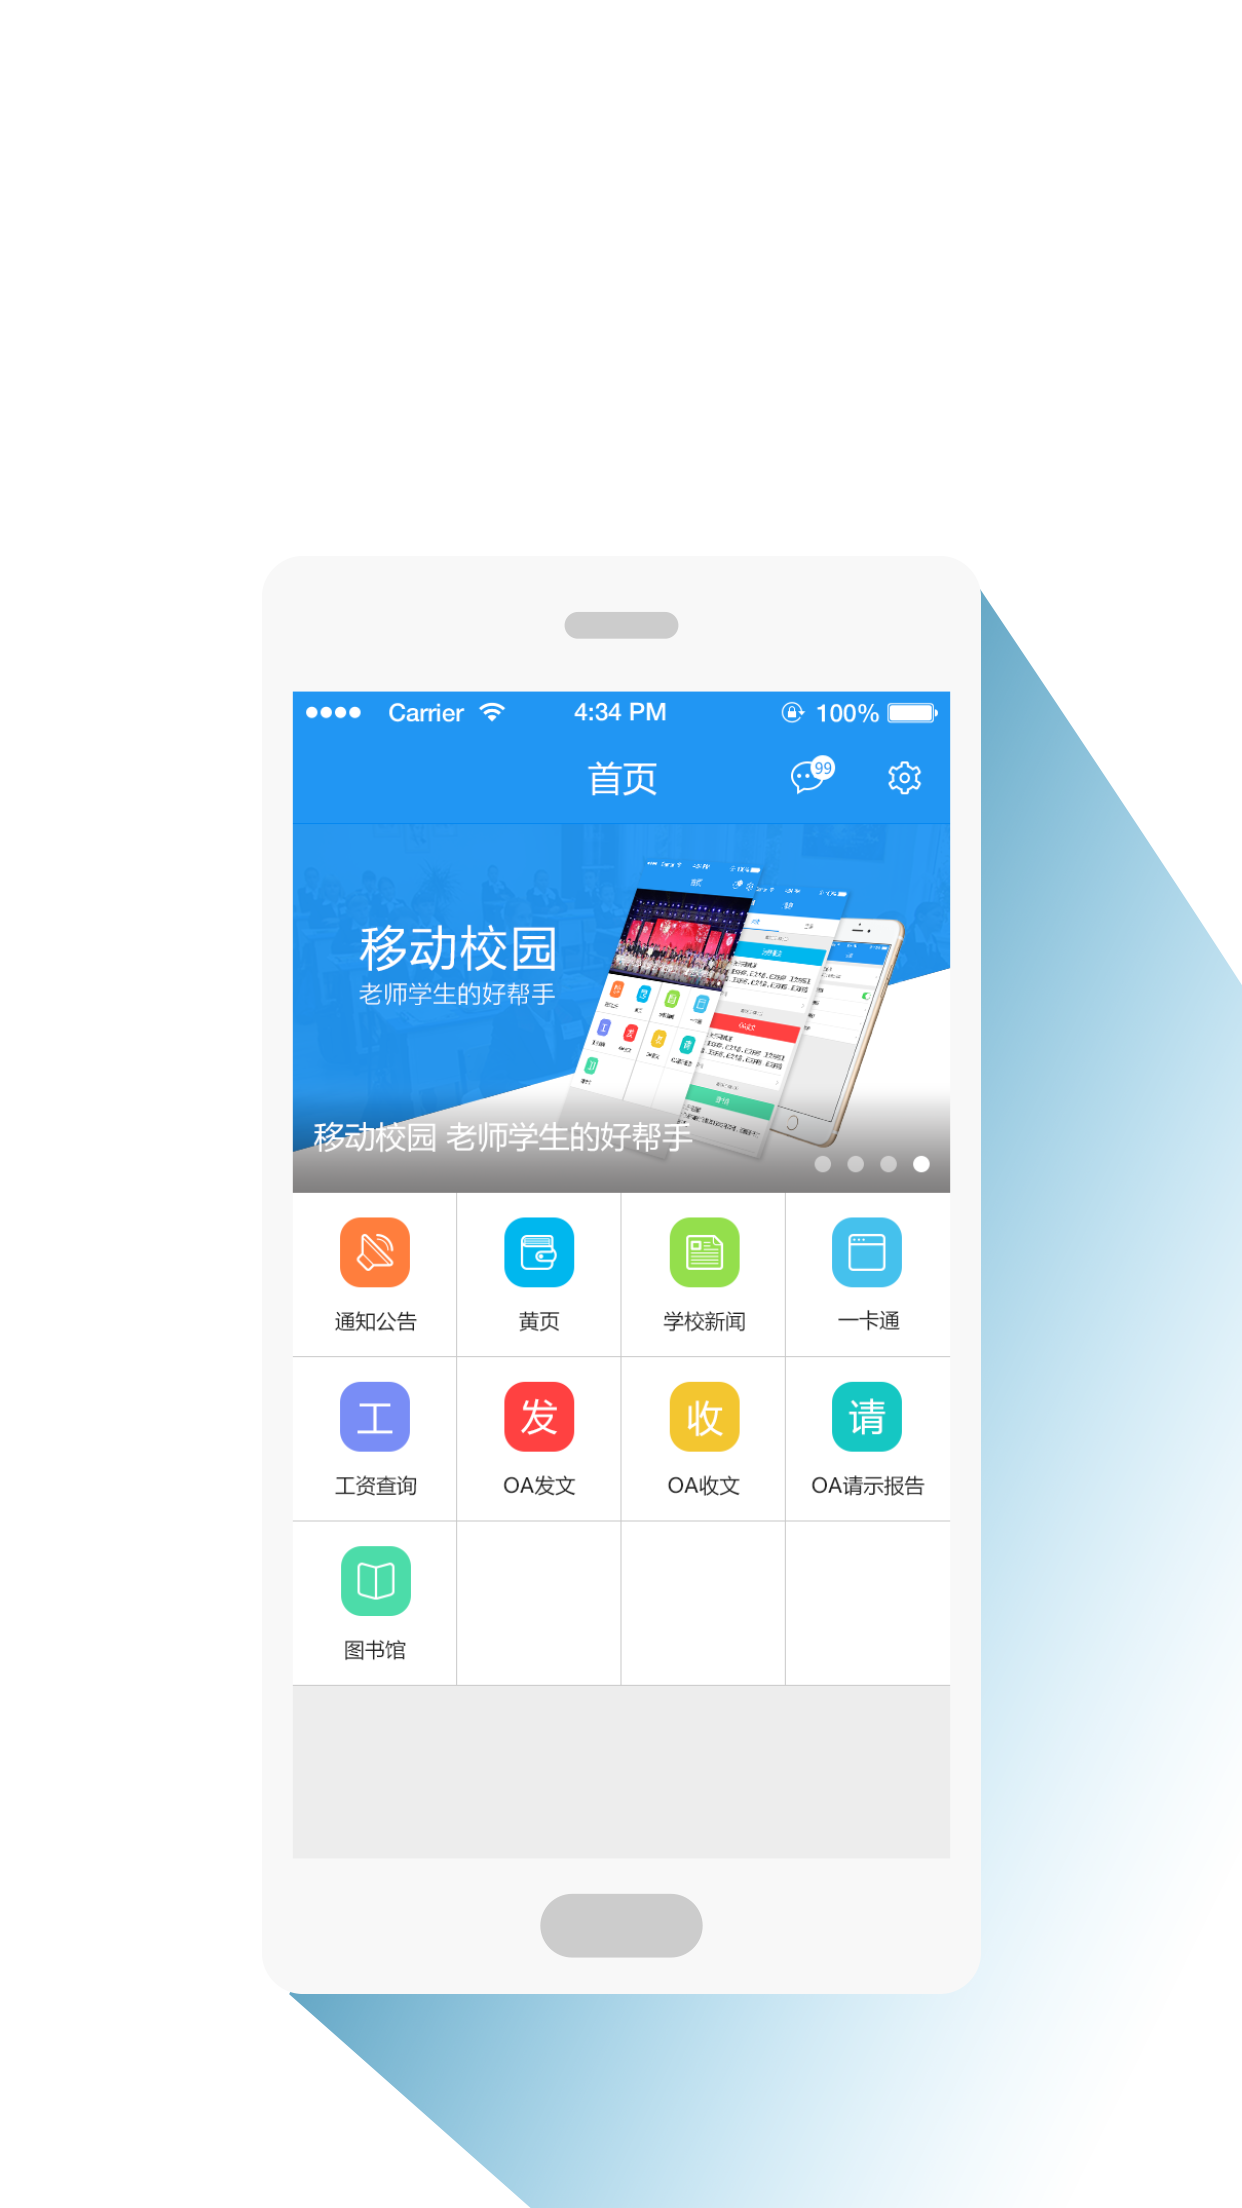 Carrier 4:34 PM 100%
首页
99
移动校园
老师学生的好帮手
移动校园 老师学生的好帮手
通知公告 黄页 学校新闻 一卡通
工 发 收 请
工资查询 OA发文 OA收文 OA请示报告
图书馆